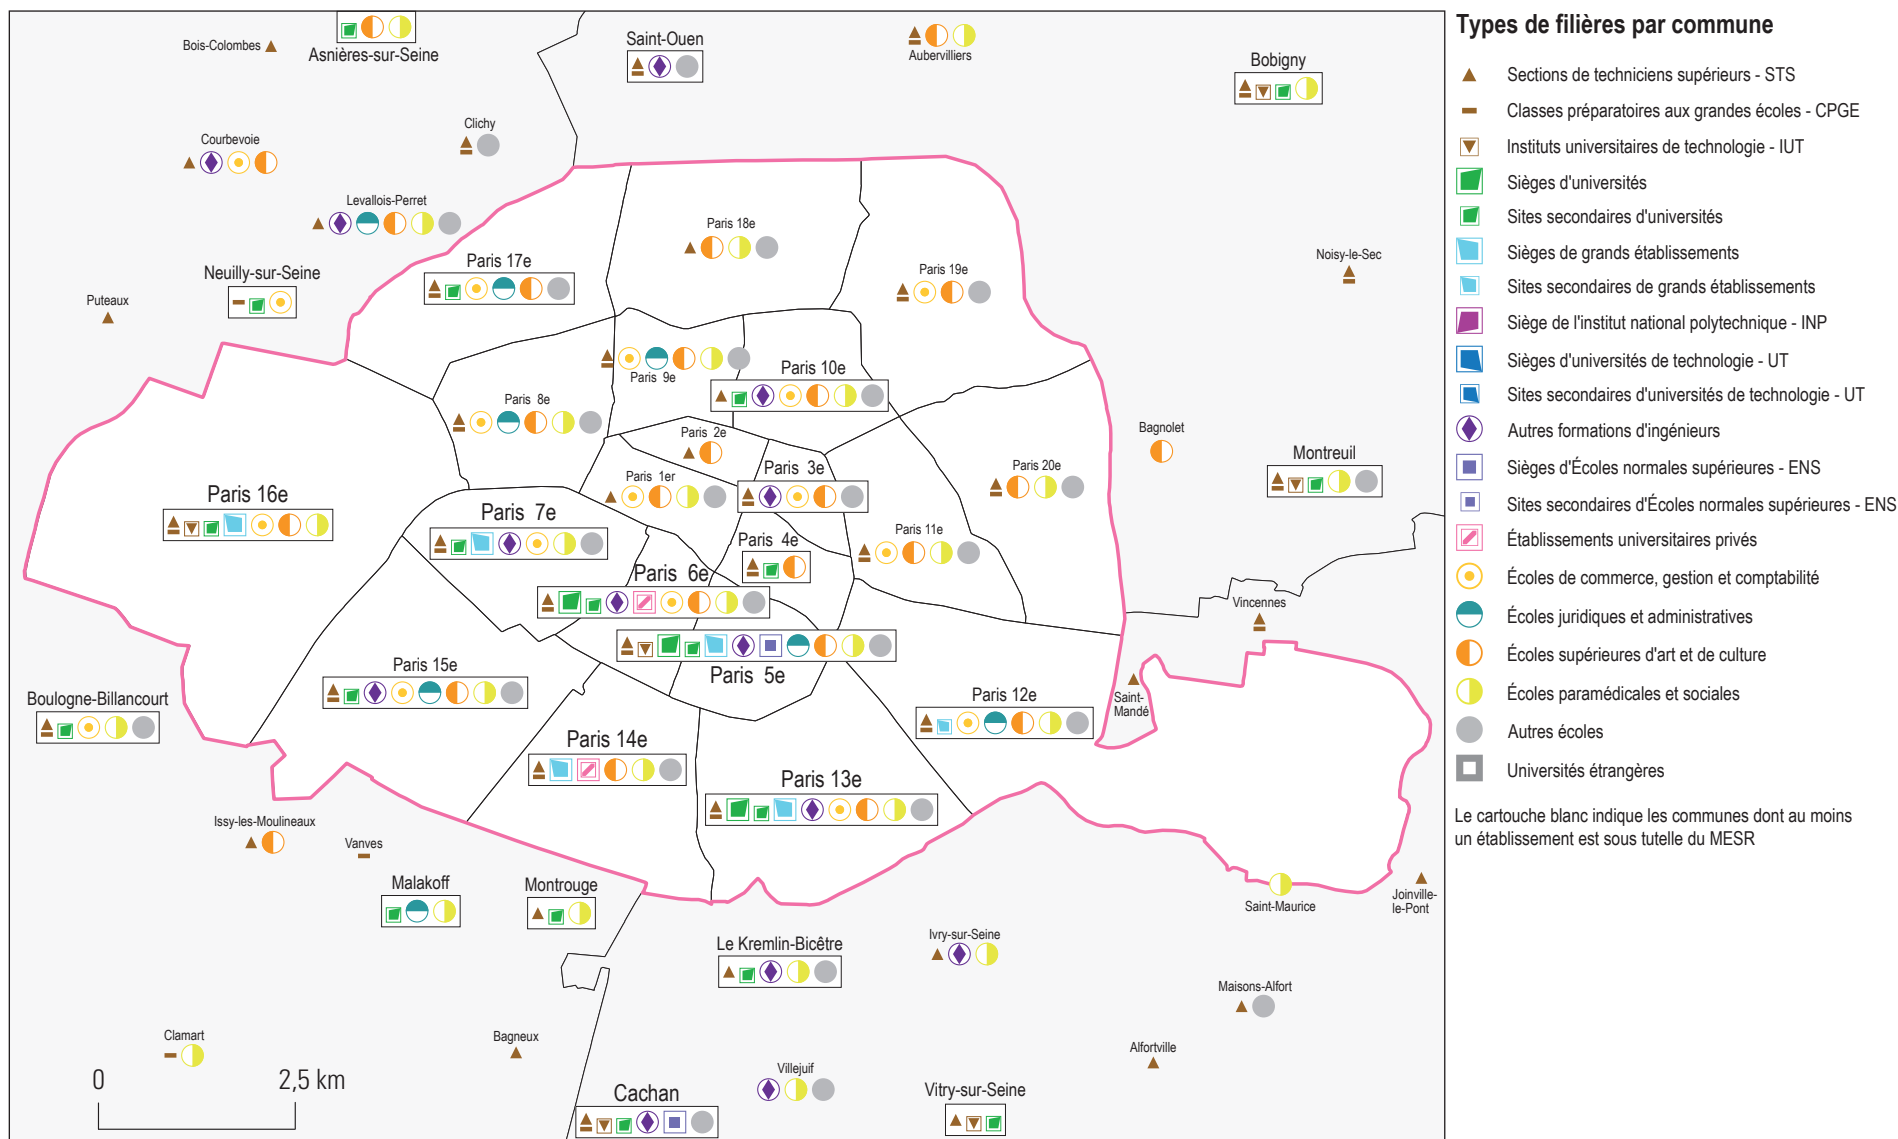 Types de filières par commune
Sections de techniciens supérieurs - STS
Classes préparatoires aux grandes écoles - CPGE
Instituts universitaires de technologie - IUT
Sièges d'universités
Sites secondaires d'universités
Sièges de grands établissements
Sites secondaires de grands établissements
Siège de l'institut national polytechnique - INP
Sièges d'universités de technologie - UT
Sites secondaires d'universités de technologie - UT
Autres formations d'ingénieurs
Sièges d'Écoles normales supérieures - ENS
Sites secondaires d'Écoles normales supérieures - ENS
Établissements universitaires privés
Écoles de commerce, gestion et comptabilité
Écoles juridiques et administratives
Écoles supérieures d'art et de culture
Écoles paramédicales et sociales
Autres écoles
Universités étrangères
Le cartouche blanc indique les communes dont au moins
un établissement est sous tutelle du MESR
Bois-Colombes
Asnières-sur-Seine
Saint-Ouen
Aubervilliers
Bobigny
Courbevoie
Clichy
Levallois-Perret
Neuilly-sur-Seine
Puteaux
Paris 17e
Paris 18e
Paris 19e
Noisy-le-Sec
Paris 9e
Paris 10e
Paris 8e
Paris 2e
Bagnolet
Montreuil
Paris 1er
Paris 3e
Paris 20e
Paris 16e
Paris 7e
Paris 4e
Paris 11e
Paris 6e
Vincennes
Paris 5e
Paris 15e
Paris 12e
Saint-
Mandé
Boulogne-Billancourt
Paris 14e
Paris 13e
Issy-les-Moulineaux
Vanves
Malakoff
Montrouge
Saint-Maurice
Joinville-
le-Pont
Le Kremlin-Bicêtre
Ivry-sur-Seine
Maisons-Alfort
Clamart
Bagneux
Alfortville
Villejuif
Cachan
Vitry-sur-Seine
0
2,5 km